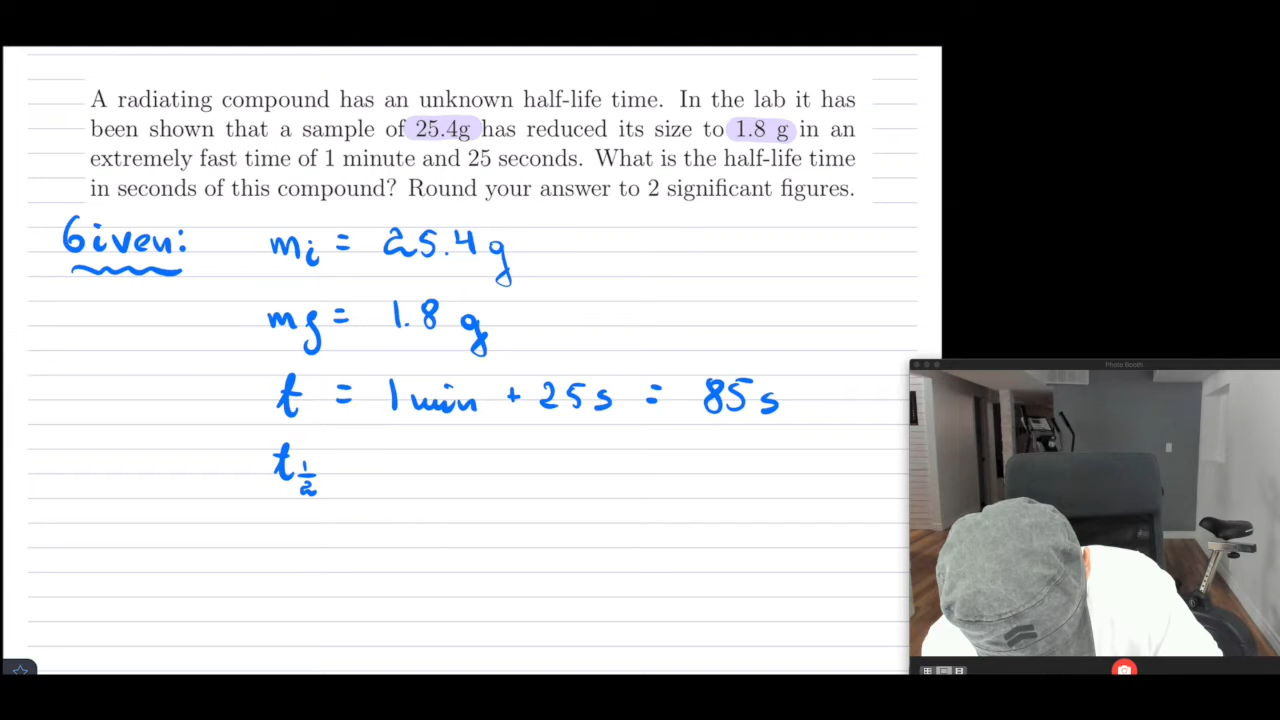 A radiating compound has an unknown half-life time. In the lab it has
been shown that a sample of 25.4g has reduced its size to 1.8 g in an
extremely fast time of 1 minute and 25 seconds. What is the half-life time
in seconds of this compound? Round your answer to 2 significant figures.
Given: mi = 25.4 g
mf = 1.8 g
t = 1 min + 25 s = 85 s
t 1/2
Photo Booth